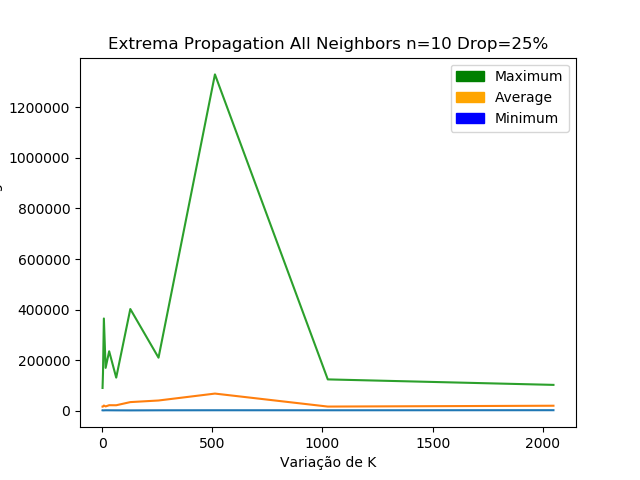 Extrema Propagation All Neighbors n=10 Drop=25%
Maximum
Average
Minimum
1200000
1000000
800000
600000
400000
200000
0
0 500 1000 1500 2000
Variação de K